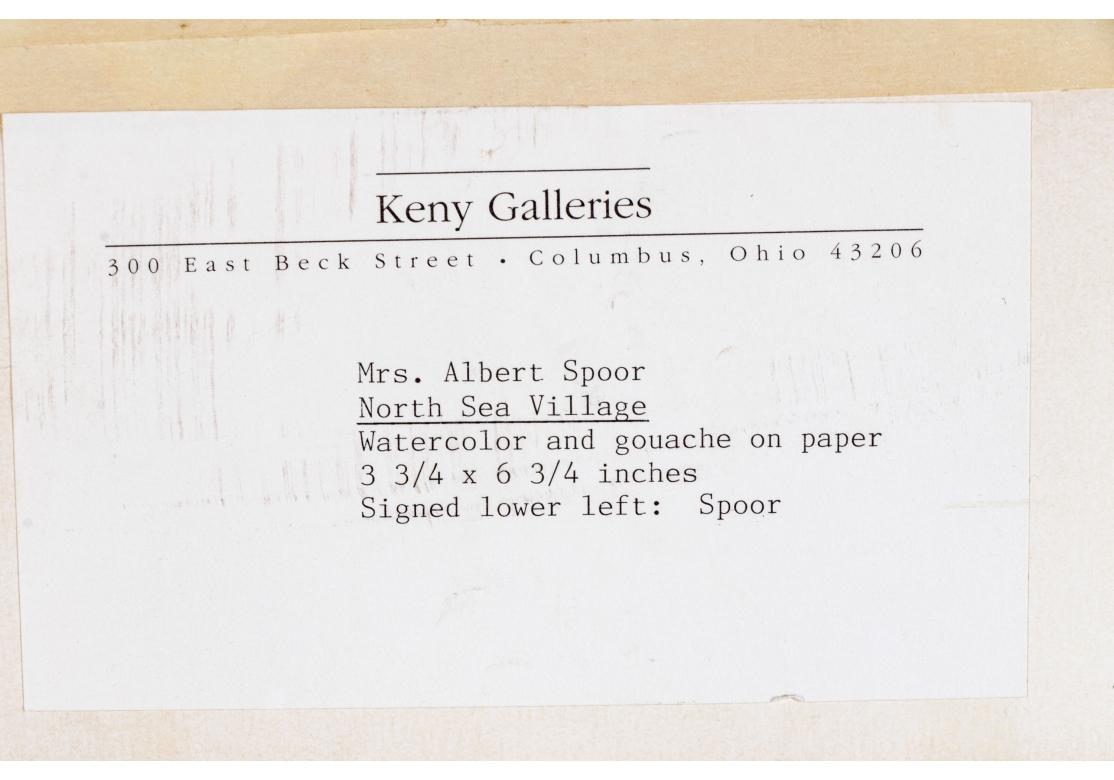 Keny Galleries
300 East Beck Street • Columbus, Ohio 43206
Mrs. Albert Spoor
North Sea Village
Watercolor and gouache on paper
3 3/4 x 6 3/4 inches
Signed lower left: Spoor